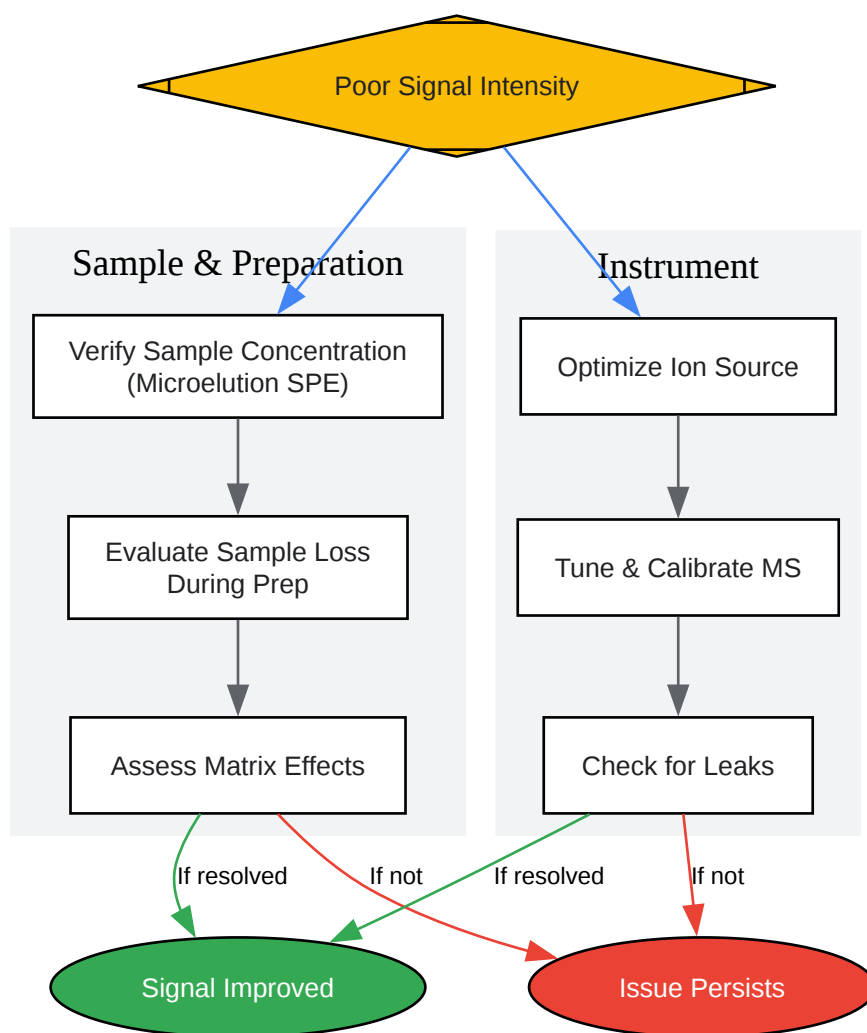 Poor Signal Intensity
Sample & Preparation
Verify Sample Concentration
(Microelution SPE)
Evaluate Sample Loss
During Prep
Assess Matrix Effects
Instrument
Optimize Ion Source
Tune & Calibrate MS
Check for Leaks
If resolved
If not
If resolved
If not
Signal Improved
Issue Persists